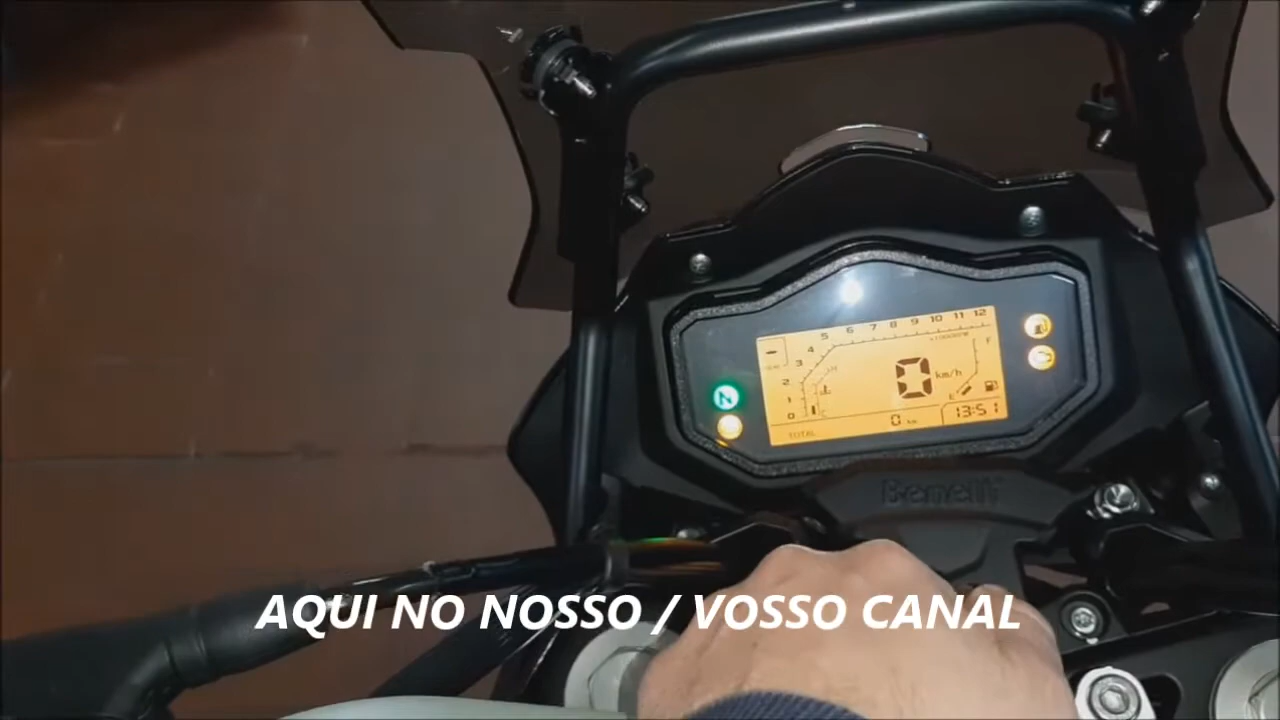 5 6 7 8 9 10 11 12
4
3
2
1
0
F
0 km/h
E
TOTAL 0 km 13:51
N
Benelli
AQUI NO NOSSO / VOSSO CANAL